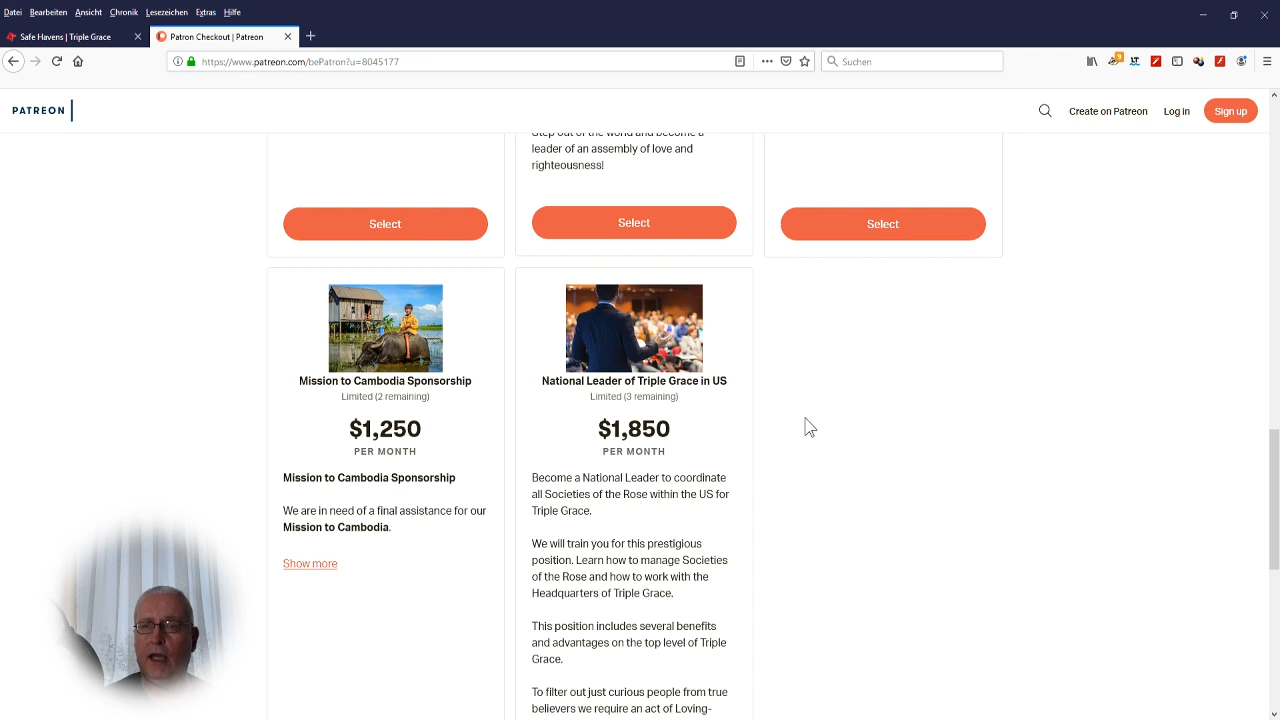 Datei Bearbeiten Ansicht Chronik Lesezeichen Extras Hilfe
Safe Havens | Triple Grace
Patron Checkout | Patreon
https://www.patreon.com/bePatron?u=8045177
Suchen
PATREON
Create on Patreon
Log in
Sign up
Step out of the world and become a
leader of an assembly of love and
righteousness!
Select
Select
Select
Mission to Cambodia Sponsorship
Limited (2 remaining)
$1,250
PER MONTH
Mission to Cambodia Sponsorship
We are in need of a final assistance for our
Mission to Cambodia.
Show more
National Leader of Triple Grace in US
Limited (3 remaining)
$1,850
PER MONTH
Become a National Leader to coordinate
all Societies of the Rose within the US for
Triple Grace.
We will train you for this prestigious
position. Learn how to manage Societies
of the Rose and how to work with the
Headquarters of Triple Grace.
This position includes several benefits
and advantages on the top level of Triple
Grace.
To filter out just curious people from true
believers we require an act of Loving-